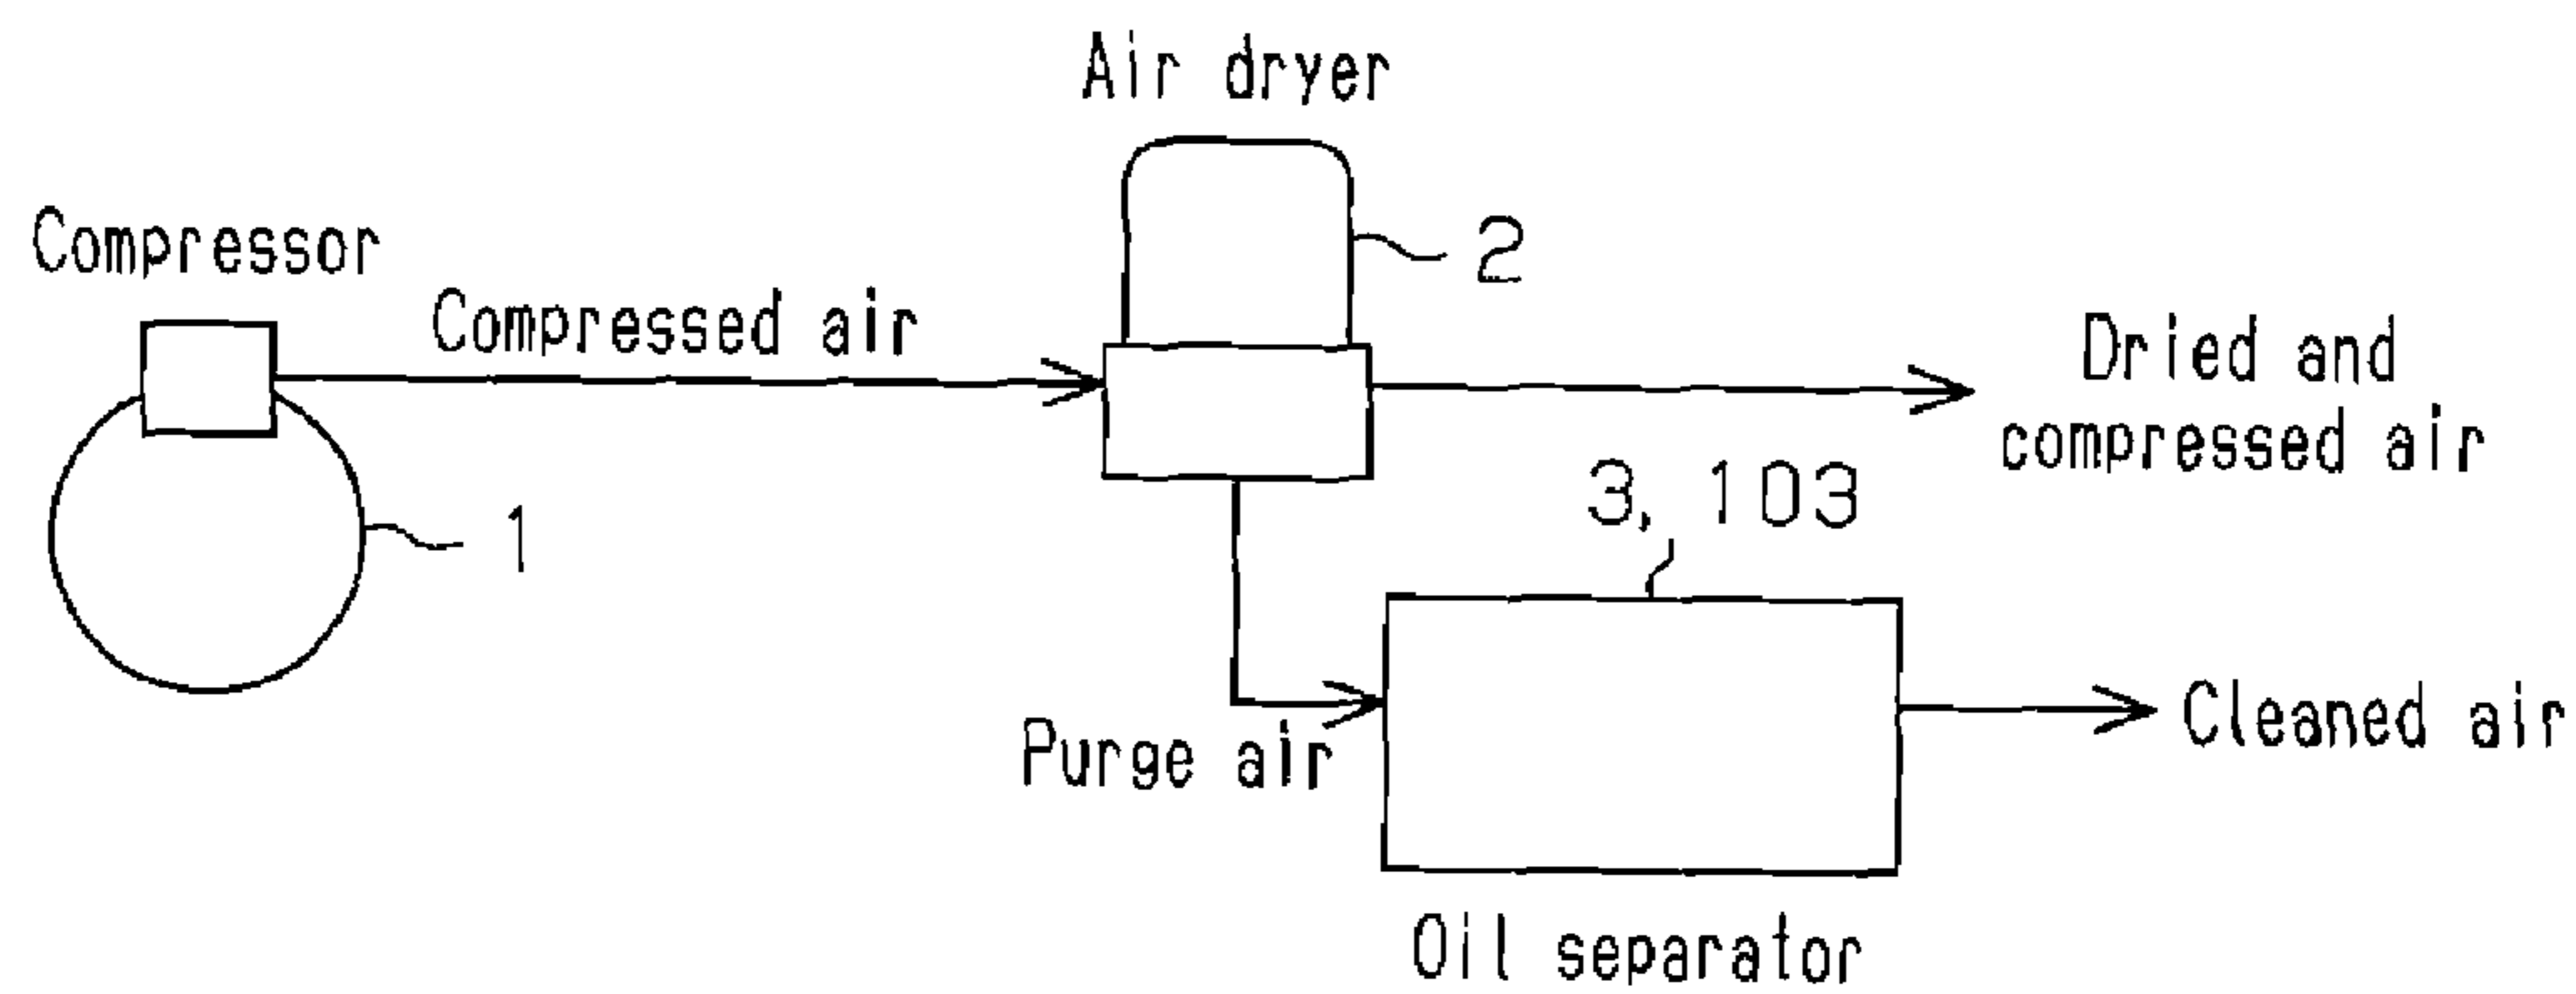 Air dryer
2
Compressor
Compressed air
1
Dried and
compressed air
3, 103
Purge air
Cleaned air
Oil separator